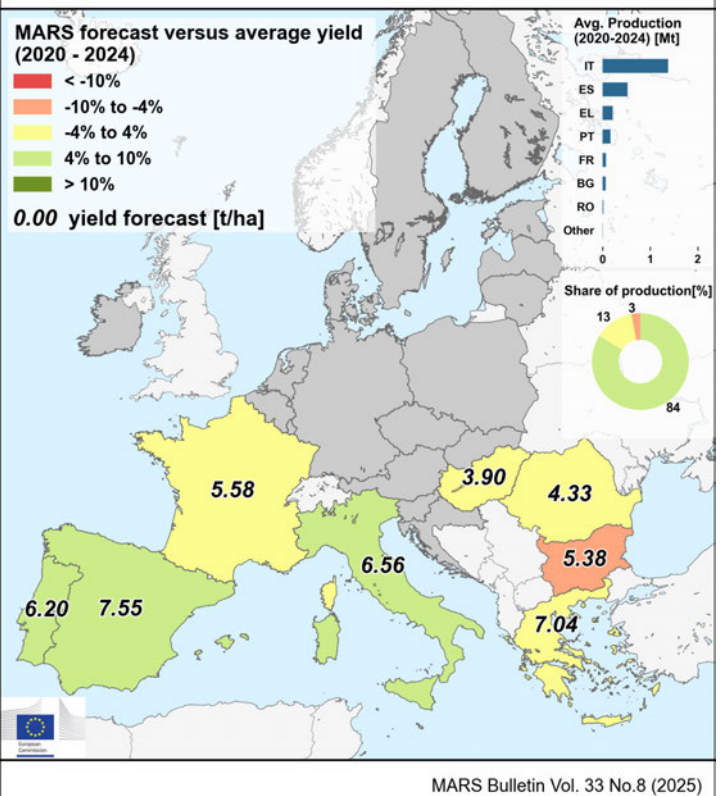 MARS forecast versus average yield
(2020 - 2024)
< -10%
-10% to -4%
-4% to 4%
4% to 10%
> 10%
0.00 yield forecast [t/ha]
Avg. Production
(2020-2024) [Mt]
IT
ES
EL
PT
FR
BG
RO
Other
0 1 2
Share of production[%]
3
13
84
5.58
3.90
4.33
5.38
6.56
7.04
6.20
7.55
European
Commission
MARS Bulletin Vol. 33 No.8 (2025)